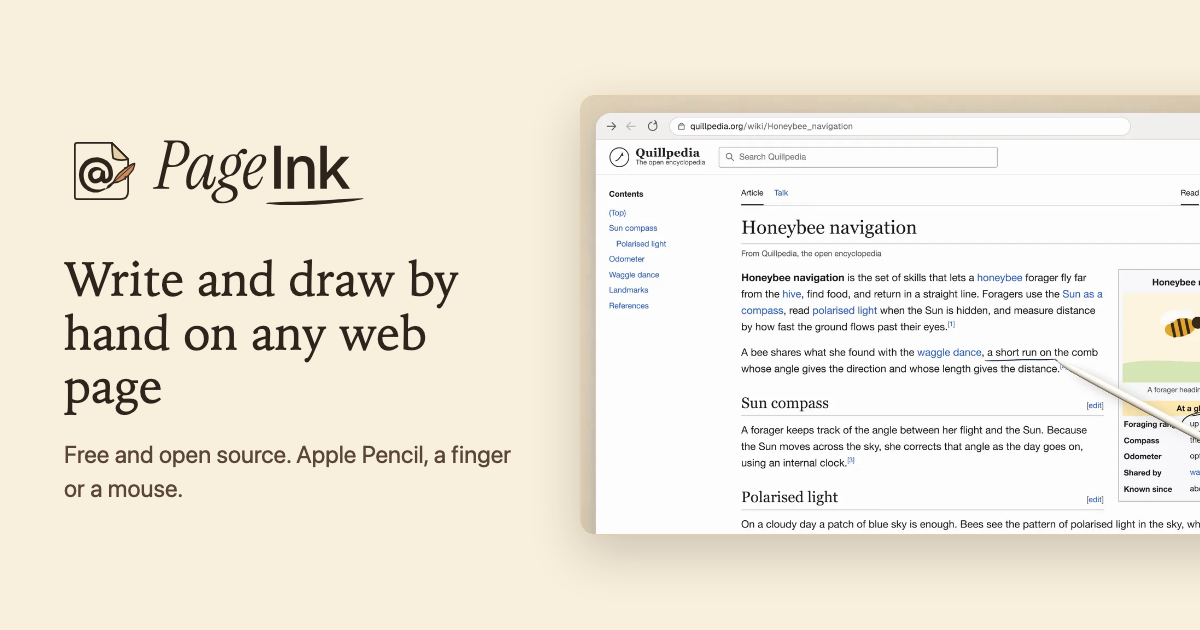 @ PageInk
Write and draw by
hand on any web
page
Free and open source. Apple Pencil, a finger
or a mouse.
quillpedia.org/wiki/Honeybee_navigation
Quillpedia
The open encyclopedia
Search Quillpedia
Contents
(Top)
Sun compass
Polarised light
Odometer
Waggle dance
Landmarks
References
Article Talk
Read
Honeybee navigation
From Quillpedia, the open encyclopedia
Honeybee navigation is the set of skills that lets a honeybee forager fly far
from the hive, find food, and return in a straight line. Foragers use the Sun as a
compass, read polarised light when the Sun is hidden, and measure distance
by how fast the ground flows past their eyes.[1]
A bee shares what she found with the waggle dance, a short run on the comb
whose angle gives the direction and whose length gives the distance.
Sun compass [edit]
A forager keeps track of the angle between her flight and the Sun. Because
the Sun moves across the sky, she corrects that angle as the day goes on,
using an internal clock.[3]
Polarised light [edit]
On a cloudy day a patch of blue sky is enough. Bees see the pattern of polarised light in the sky, wh
Honeybee
A forager headin
At a gl
Foraging up
Compass
Odometer op
Shared by wa
Known since ab